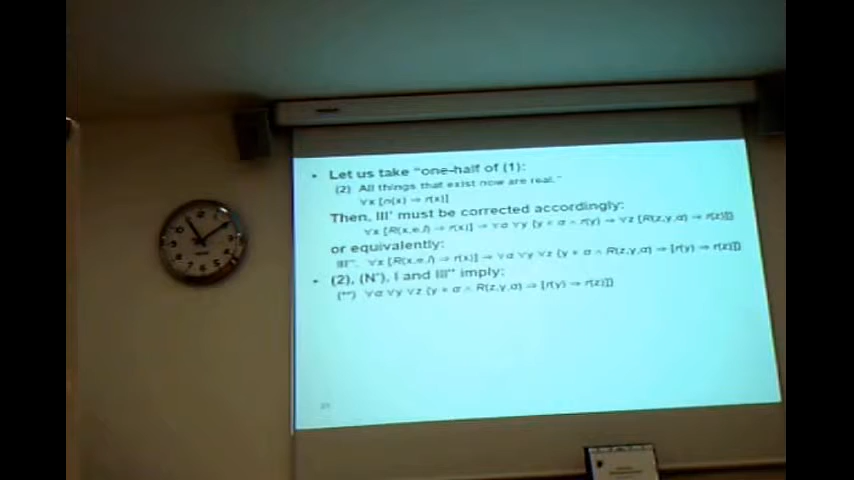 • Let us take "one-half of (1):
(2) All things that exist now are real."
∀x [n(x) ⇒ r(x)]
Then, III' must be corrected accordingly:
∀x [R(x,e,l) ⇒ r(x)] ⇒ ∀σ ∀y {y ∈ σ ∧ r(y) ⇒ ∀z [R(z,y,σ) ⇒ r(z)]}
or equivalently:
III''. ∀x [R(x,e,l) ⇒ r(x)] ⇒ ∀σ ∀y ∀z {y ∈ σ ∧ R(z,y,σ) ⇒ [r(y) ⇒ r(z)]}
• (2), (N'), I and III'' imply:
(**) ∀σ ∀y ∀z {y ∈ σ ∧ R(z,y,σ) ⇒ [r(y) ⇒ r(z)]}